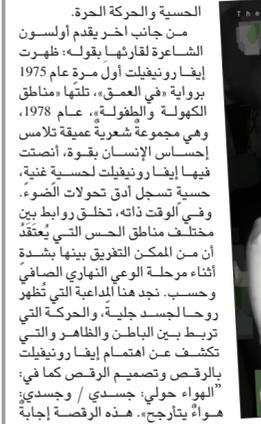 الحسية والحركة الحرة.
من جانب اخر يقدم أولسون
الشاعرة لقارئها بقوله: ظهرت
إيفا رونيفيلت أول مرةٍ عام 1975
برواية «في العمق»، تلتها «مناطق
الكهولة والطفولة»، عام 1978،
وهي مجموعةٌ شعريةٌ عميقة تلامس
إحساس الإنسان بقوة، أنصتت
فيها إيفا رونيفيلت لحسية غنية،
حسيةٍ تسجل أدق تحولات الضوءٍ.
وفي الوقت ذاته، تخلق روابط بين
مختلف مناطق الحس التي يُعتقَدُ
أن من الممكن التفريق بينها بشدةٍ
أثناء مرحلة الوعي النهاري الصافي
وحسب. نجد هنا المداعبة التي تُظهر
روحا لجسد جلية، والحركة التي
تربط بين الباطن والظاهر والتي
تكشف عن اهتمام إيفا رونيفيلت
بالرقص وتصميم الرقص كما في:
"الهواء حولي: جسدي / وجسدي:
هواءٌ يتأرجح». هذه الرقصة إجابةٌ
The